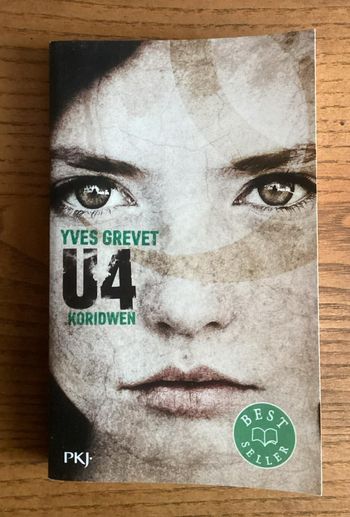 YVES GREVET
U4
KORIDWEN
BEST
SELLER
PKJ·